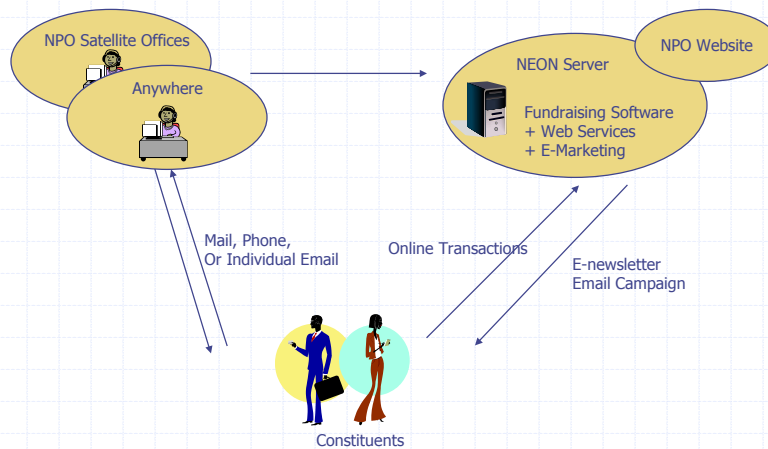 NPO Satellite Offices
Anywhere
NEON Server
NPO Website
Fundraising Software
+ Web Services
+ E-Marketing
Mail, Phone,
Or Individual Email
Online Transactions
E-newsletter
Email Campaign
Constituents